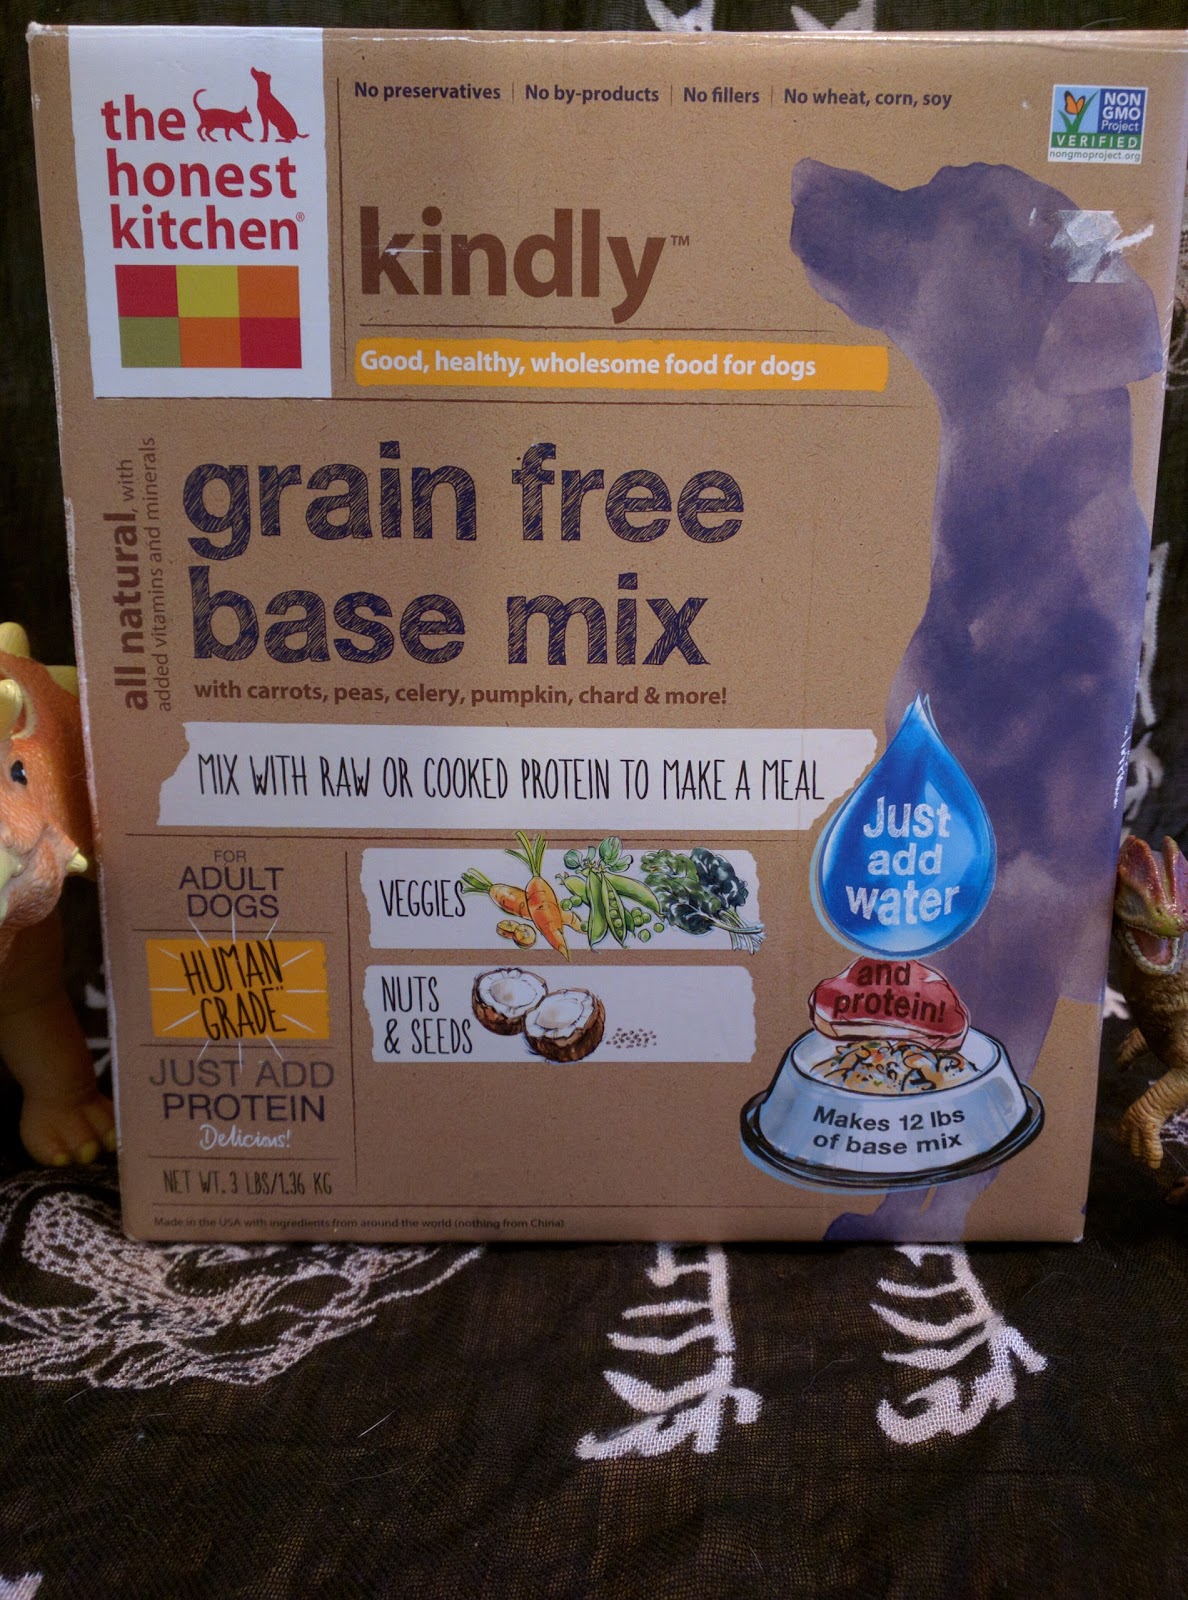 the
honest
kitchen®
No preservatives | No by-products | No fillers | No wheat, corn, soy
NON
GMO
Project
VERIFIED
nongmoproject.org
kindly™
Good, healthy, wholesome food for dogs
all natural, with
added vitamins and minerals
grain free
base mix
with carrots, peas, celery, pumpkin, chard & more!
MIX WITH RAW OR COOKED PROTEIN TO MAKE A MEAL
Just
add
water
and
protein!
Makes 12 lbs
of base mix
FOR
ADULT
DOGS
HUMAN
GRADE™
JUST ADD
PROTEIN
Delicious!
NET WT. 3 LBS/1.36 KG
VEGGIES
NUTS
& SEEDS
Made in the USA with ingredients from around the world (nothing from China)